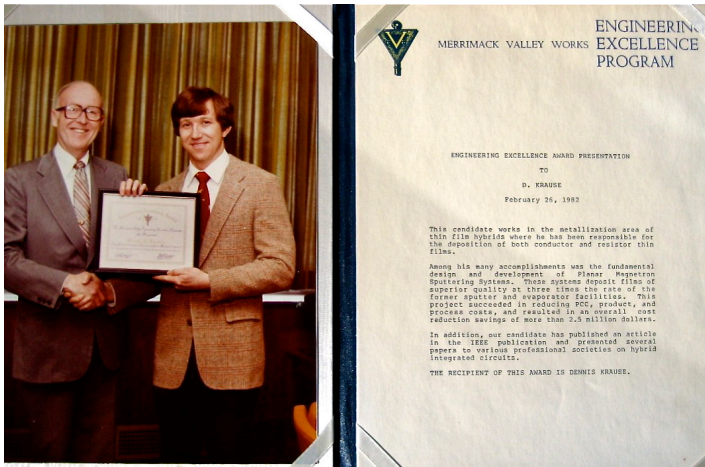 V
MERRIMACK VALLEY WORKS
ENGINEERING
EXCELLENCE
PROGRAM
ENGINEERING EXCELLENCE AWARD PRESENTATION
TO
D. KRAUSE
February 26, 1982
This candidate works in the metallization area of
thin film hybrids where he has been responsible for
the deposition of both conductor and resistor thin
films.
Among his many accomplishments was the fundamental
design and development of Planar Magnetron
Sputtering Systems. These systems deposit films of
superior quality at three times the rate of the
former sputter and evaporator facilities. This
project succeeded in reducing PCC, product, and
process costs, and resulted in an overall cost
reduction savings of more than 2.5 million dollars.
In addition, our candidate has published an article
in the IEEE publication and presented several
papers to various professional societies on hybrid
integrated circuits.
THE RECIPIENT OF THIS AWARD IS DENNIS KRAUSE.